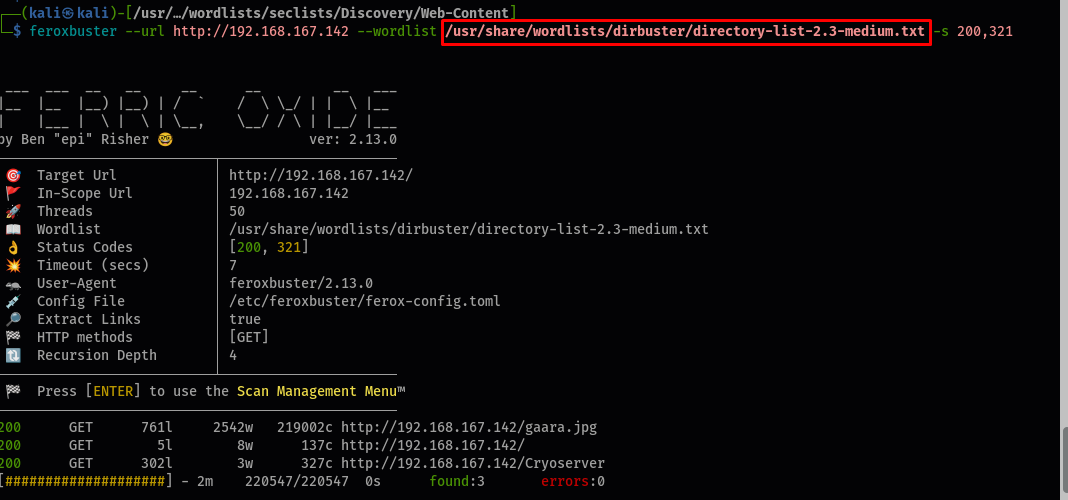 (kali㉿kali)-[/usr/…/wordlists/seclists/Discovery/Web-Content]
$ feroxbuster --url http://192.168.167.142 --wordlist /usr/share/wordlists/dirbuster/directory-list-2.3-medium.txt -s 200,321
FERRIC OXIDE
by Ben "epi" Risher 🤓 ver: 2.13.0
🎯 Target Url │ http://192.168.167.142/
🚩 In-Scope Url │ 192.168.167.142
🚀 Threads │ 50
📖 Wordlist │ /usr/share/wordlists/dirbuster/directory-list-2.3-medium.txt
👌 Status Codes │ [200, 321]
💥 Timeout (secs) │ 7
🦡 User-Agent │ feroxbuster/2.13.0
💉 Config File │ /etc/feroxbuster/ferox-config.toml
🔎 Extract Links │ true
🏁 HTTP methods │ [GET]
🔃 Recursion Depth │ 4
🏁 Press [ENTER] to use the Scan Management Menu™
200 GET 761l 2542w 219002c http://192.168.167.142/gaara.jpg
200 GET 5l 8w 137c http://192.168.167.142/
200 GET 302l 3w 327c http://192.168.167.142/Cryoserver
[####################] - 2m 220547/220547 0s found:3 errors:0